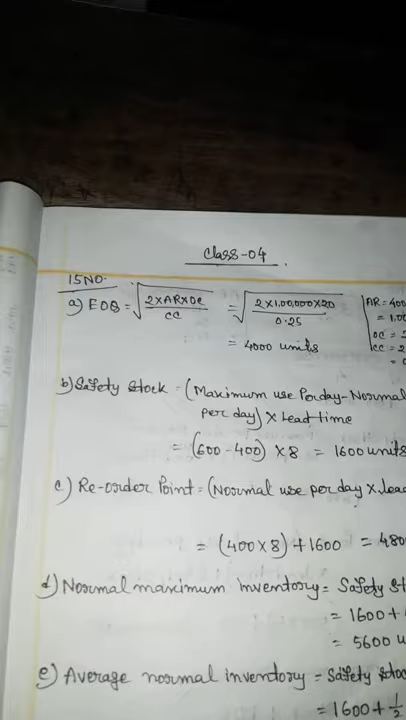 Class-04.
15NO.
a) EOQ = √2×AR×OC/CC = √2×1,00,000×20/0.25
AR=400
= 1,00
OC=2
= 4000 units
CC = 2
b) Safety stock = (Maximum use Perday-Normal
per day) × Lead time
= (600-400) ×8 = 1600 units
c) Re-order Point = (Normal use per day × Lead
= (400×8)+1600 = 480
d) Normal maximum Inventory = Safety St
= 1600+
= 5600 u
e) Average normal inventory = Safety Stoc
= 1600+ 1/2